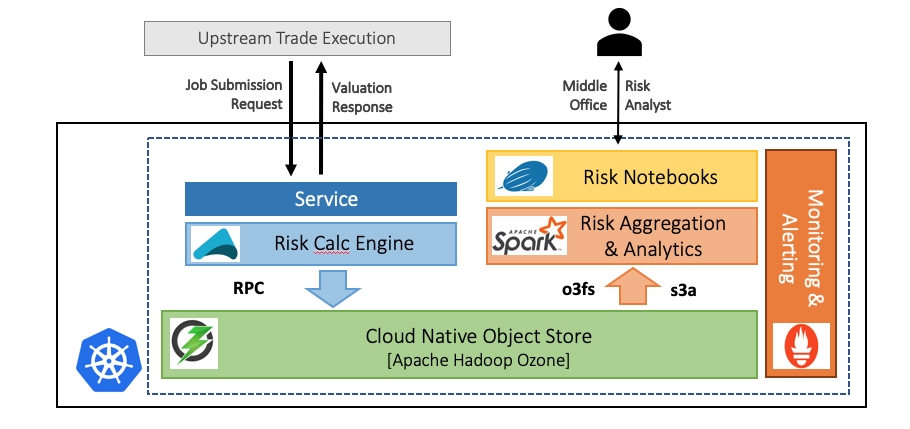 Upstream Trade Execution
Job Submission
Request
Valuation
Response
Middle
Office
Risk
Analyst
Service
Risk Calc Engine
RPC
Risk Notebooks
APACHE
Spark
Risk Aggregation
& Analytics
o3fs
s3a
Cloud Native Object Store
[Apache Hadoop Ozone]
Monitoring &
Alerting